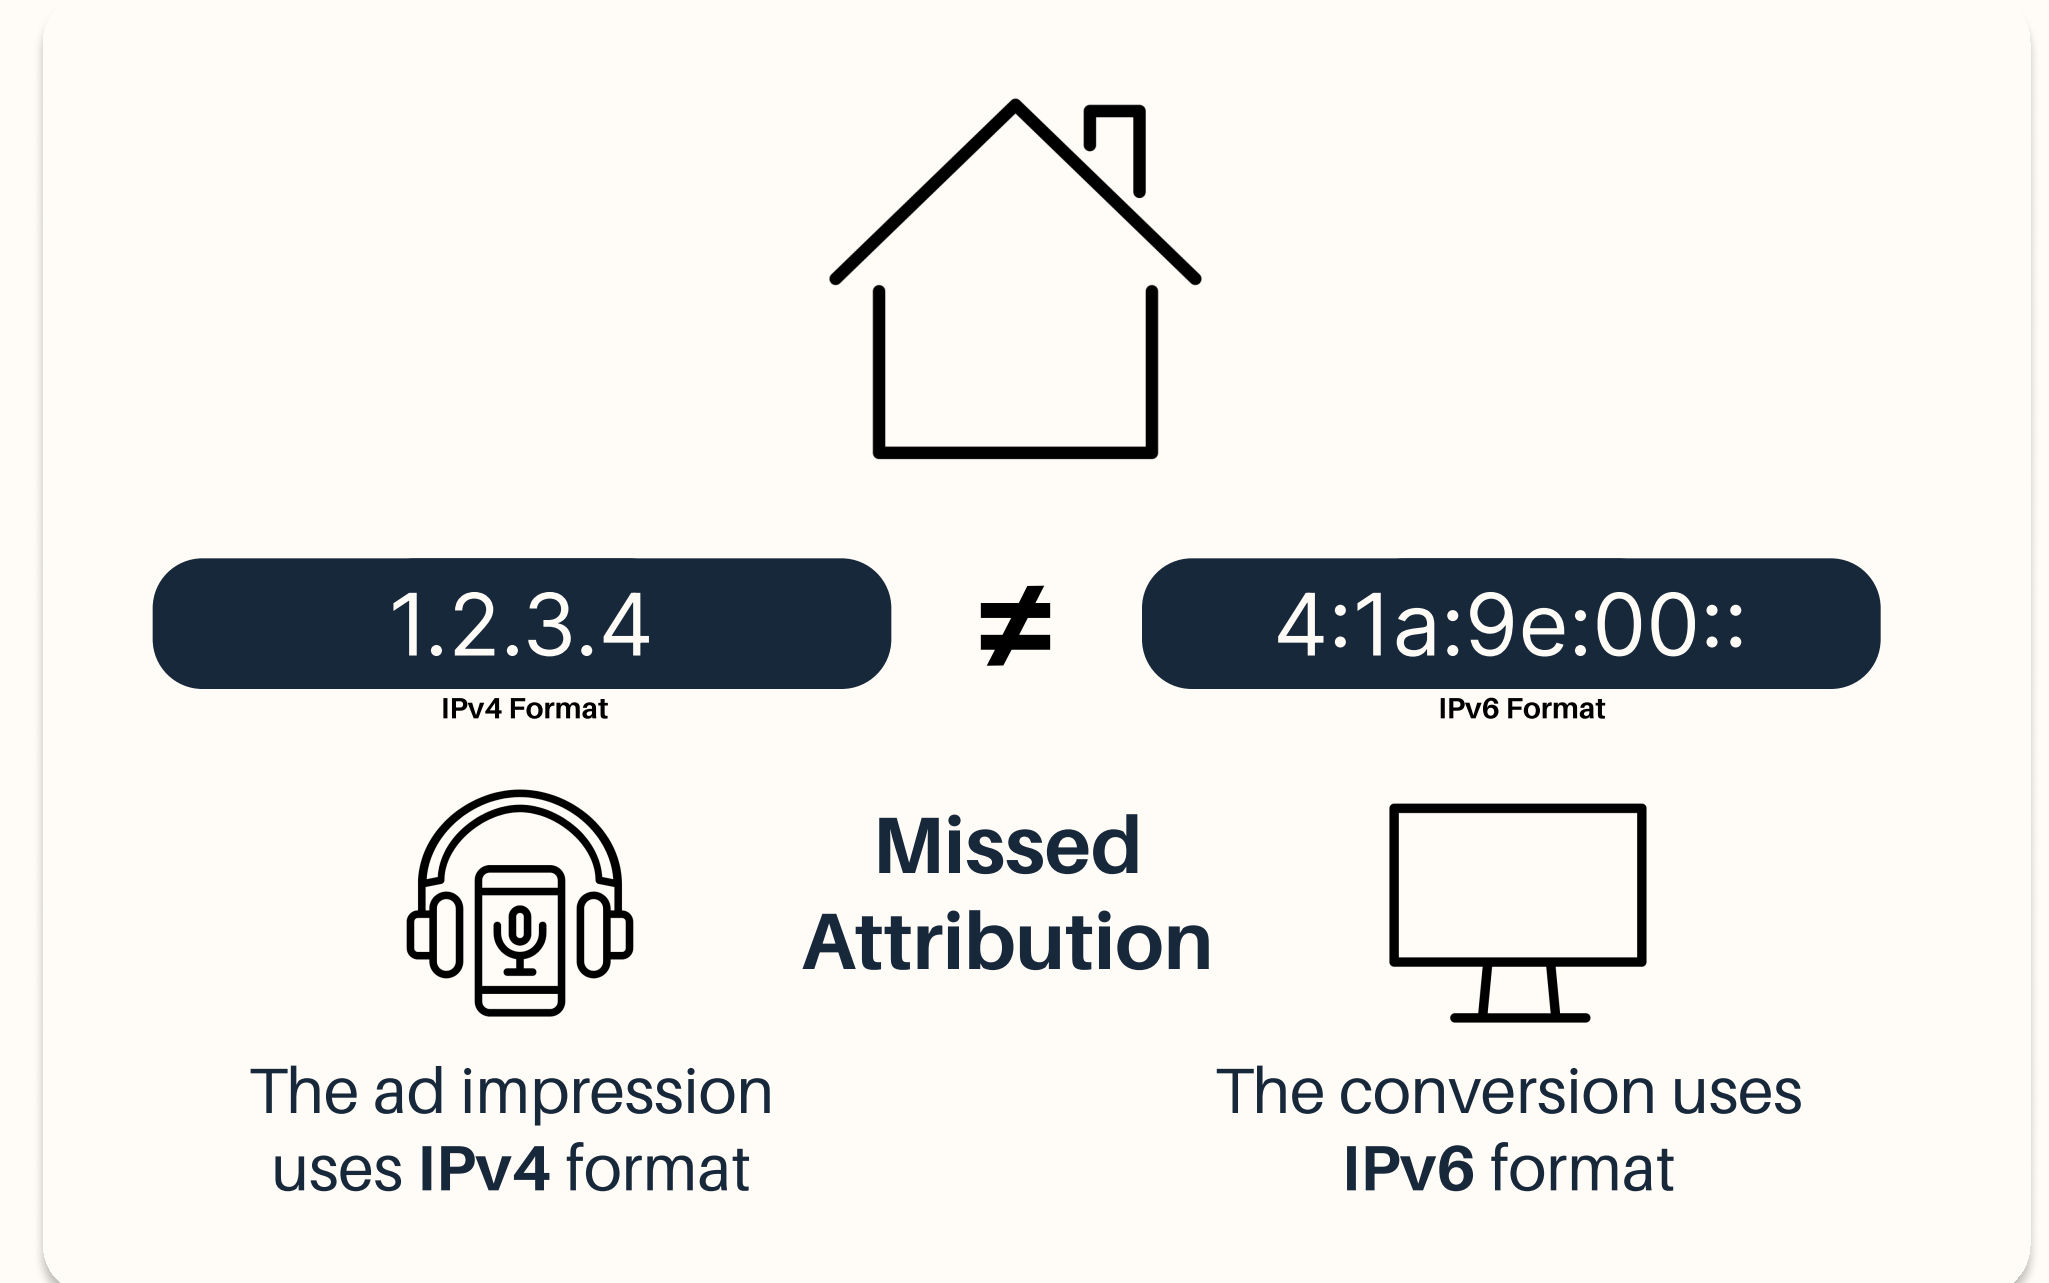 1.2.3.4
≠
4:1a:9e:00::
IPv4 Format
IPv6 Format
Missed
Attribution
The ad impression
uses IPv4 format
The conversion uses
IPv6 format